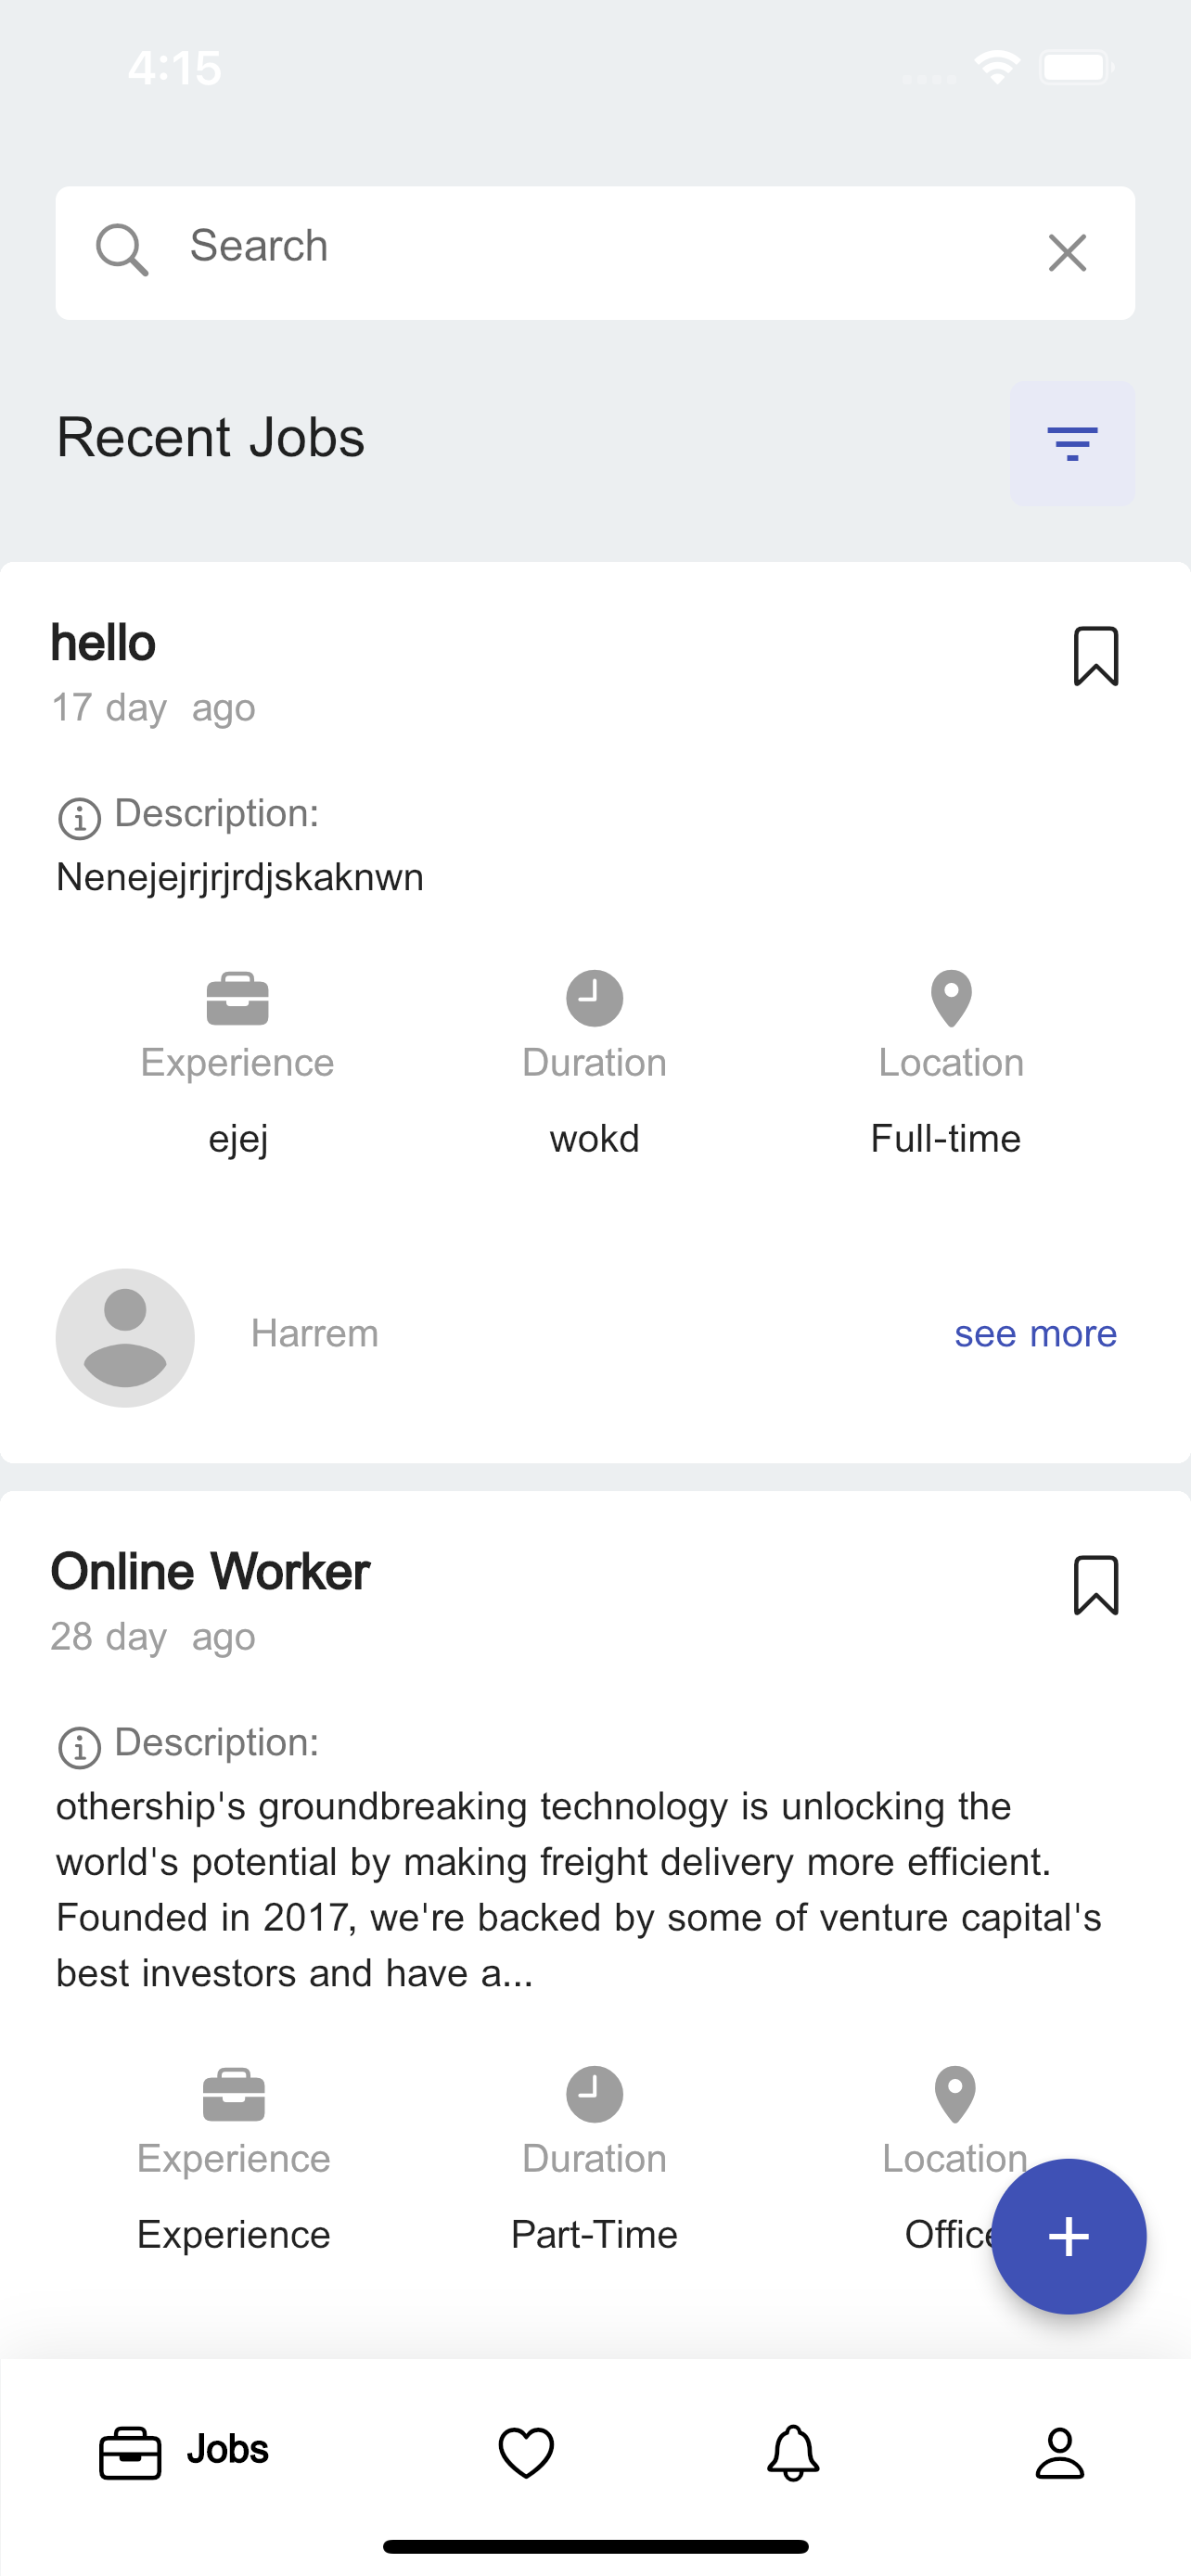 4:15
Search
Recent Jobs
hello
17 day ago
Description:
Nenejejrjrjrdjskaknwn
Experience Duration Location
ejej wokd Full-time
Harrem see more
Online Worker
28 day ago
Description:
othership's groundbreaking technology is unlocking the
world's potential by making freight delivery more efficient.
Founded in 2017, we're backed by some of venture capital's
best investors and have a...
Experience Duration Location
Experience Part-Time Office
Jobs